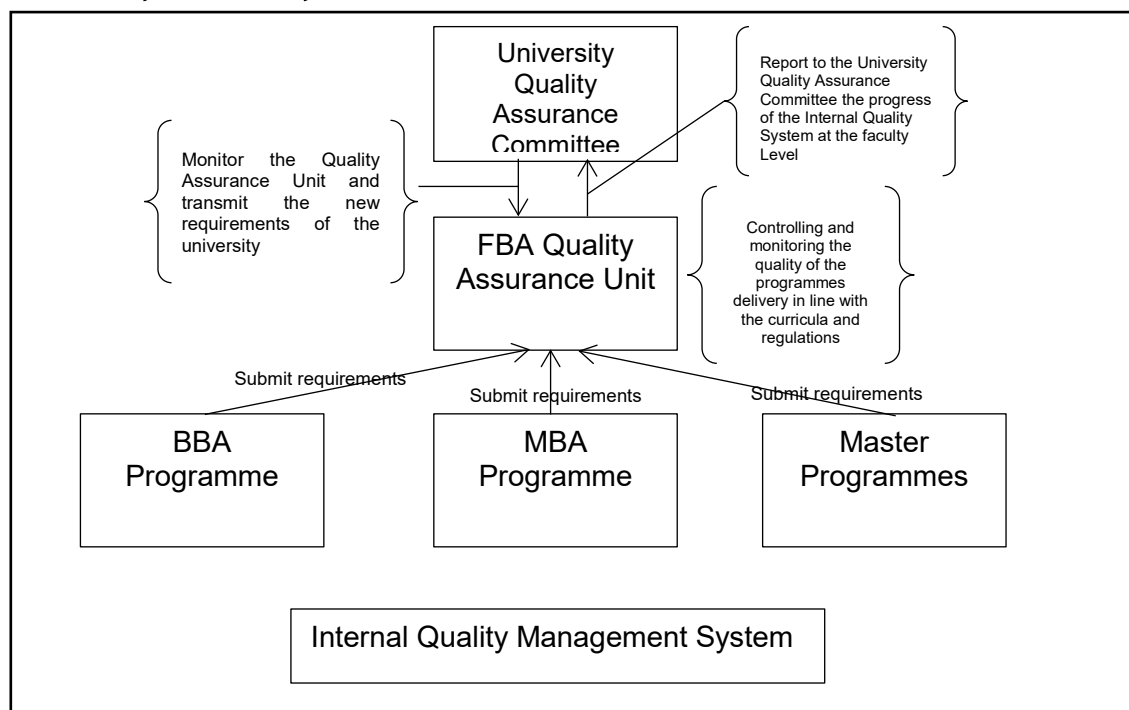 University
Quality
Assurance
Committee
Report to the University
Quality Assurance
Committee the progress
of the Internal Quality
System at the faculty
Level
Monitor the Quality
Assurance Unit and
transmit the new
requirements of the
university
FBA Quality
Assurance Unit
Controlling and
monitoring the
quality of the
programmes
delivery in line with
the curricula and
regulations
Submit requirements
Submit requirements
Submit requirements
BBA
Programme
MBA
Programme
Master
Programmes
Internal Quality Management System